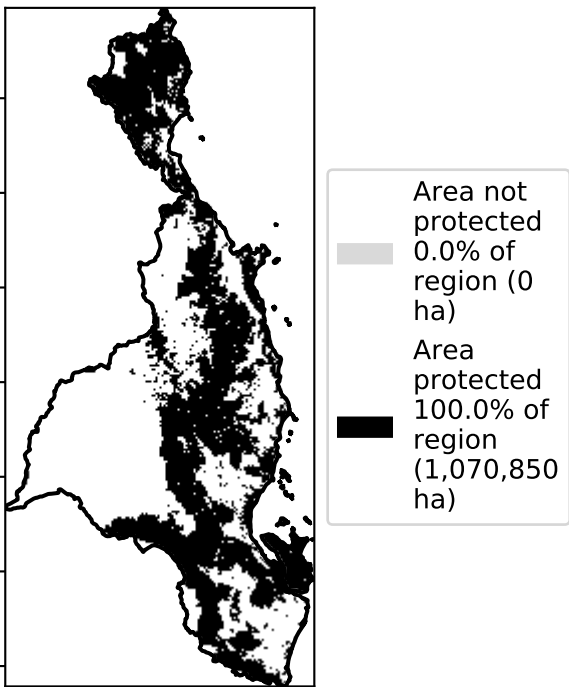 Area not
protected
0.0% of
region (0
ha)
Area
protected
100.0% of
region
(1,070,850
ha)